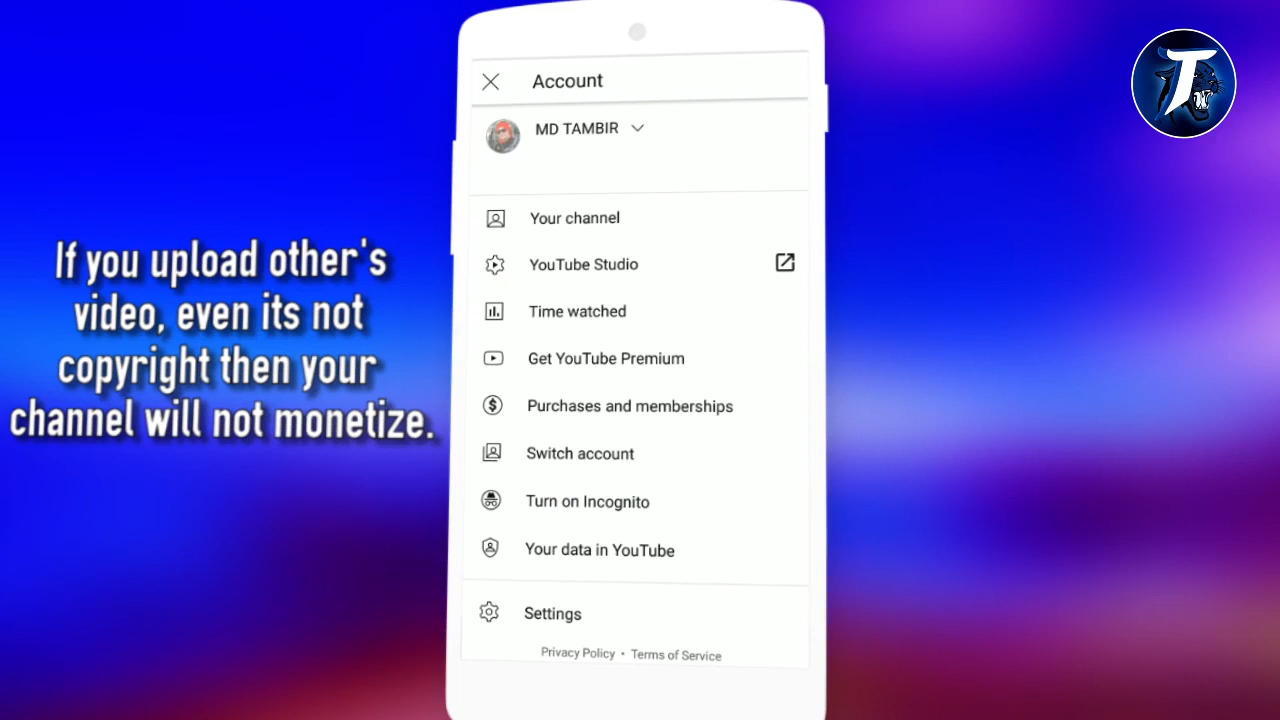 Account
MD TAMBIR
Your channel
YouTube Studio
Time watched
Get YouTube Premium
Purchases and memberships
Switch account
Turn on Incognito
Your data in YouTube
Settings
Privacy Policy • Terms of Service
If you upload other's
video, even its not
copyright then your
channel will not monetize.
T